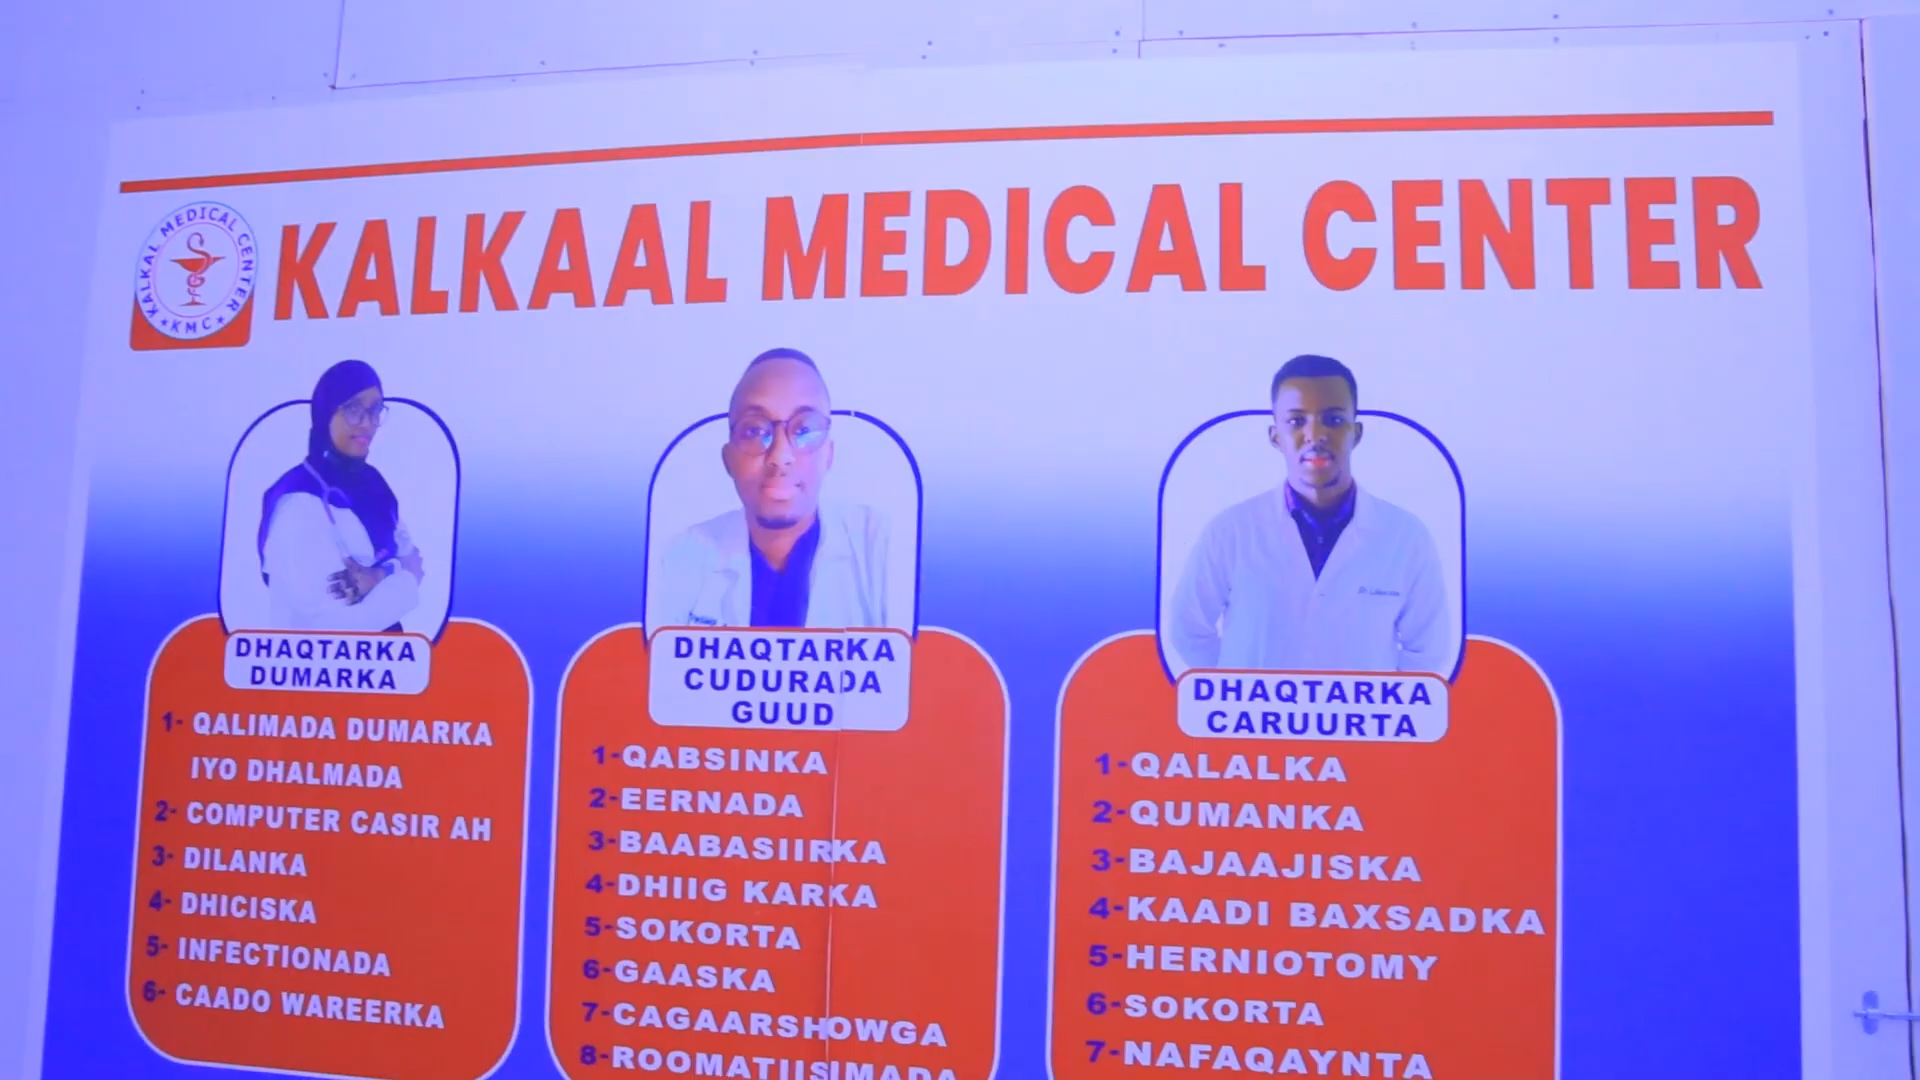 KALKAAL MEDICAL CENTER
KALKAL MEDICAL CENTER
KMC
DHAQTARKA
DUMARKA
1- QALIMADA DUMARKA
IYO DHALMADA
2- COMPUTER CASIR AH
3- DILANKA
4- DHICISKA
5- INFECTIONADA
6- CAADO WAREERKA
DHAQTARKA
CUDURADA
GUUD
1-QABSINKA
2-EERNADA
3-BAABASIIRKA
4-DHIIG KARKA
5-SOKORTA
6-GAASKA
7-CAGAARSHOWGA
8-ROOMATIISIMADA
DHAQTARKA
CARUURTA
1-QALALKA
2-QUMANKA
3-BAJAAJISKA
4-KAADI BAXSADKA
5-HERNIOTOMY
6-SOKORTA
7-NAFAQAYNTA